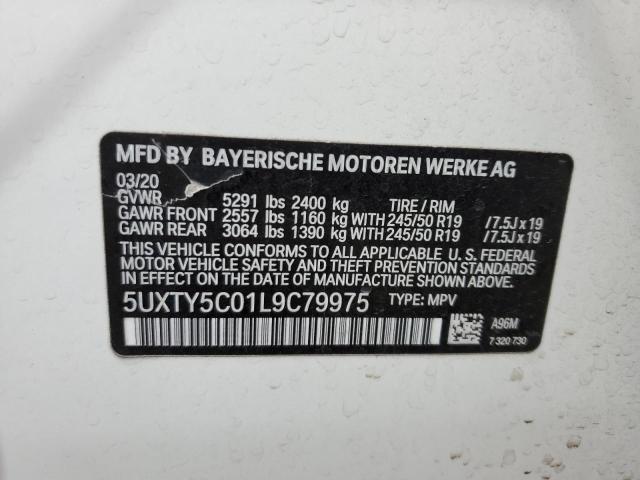 MFD BY BAYERISCHE MOTOREN WERKE AG
03/20
GVWR 5291 lbs 2400 kg TIRE / RIM
GAWR FRONT 2557 lbs 1160 kg WITH 245/50 R19 /7.5J x 19
GAWR REAR 3064 lbs 1390 kg WITH 245/50 R19 /7.5J x 19
THIS VEHICLE CONFORMS TO ALL APPLICABLE U. S. FEDERAL
MOTOR VEHICLE SAFETY AND THEFT PREVENTION STANDARDS
IN EFFECT ON THE DATE OF MANUFACTURE SHOWN ABOVE.
5UXTY5C01L9C79975 TYPE: MPV
A96M
7 320 730